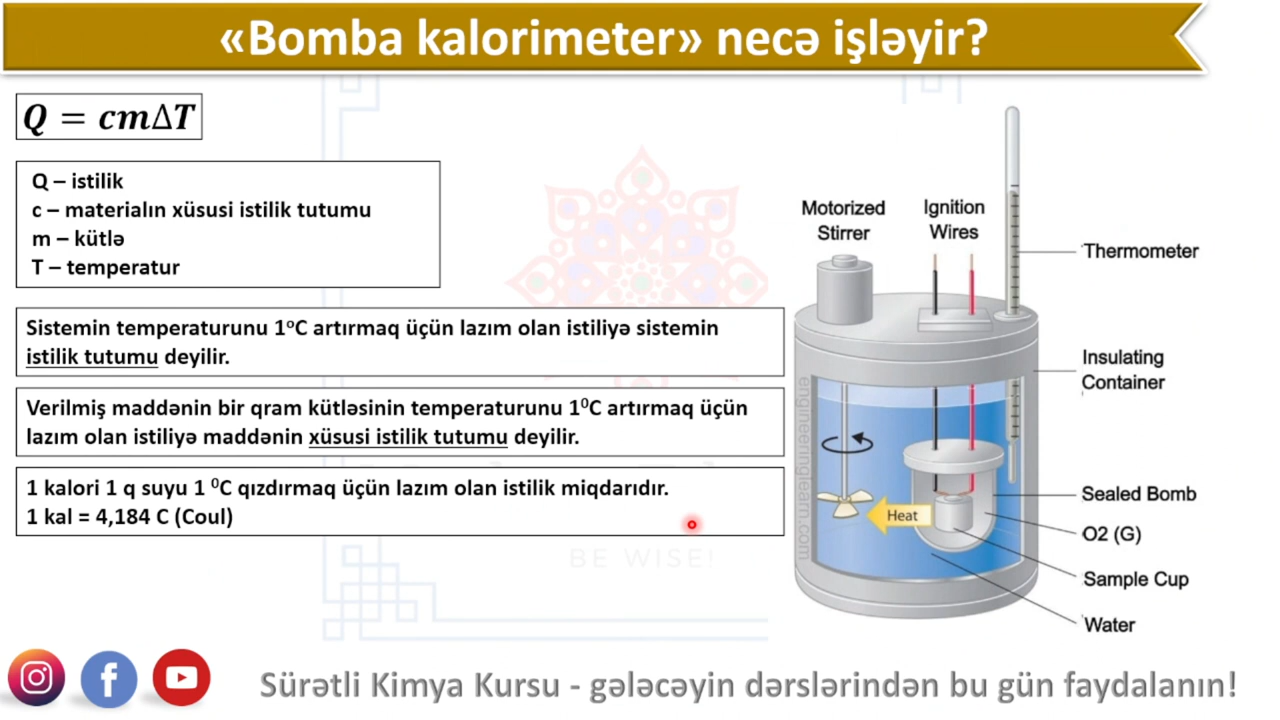 «Bomba kalorimeter» necə işləyir?
Q = cmΔT
Q – istilik
c – materialın xüsusi istilik tutumu
m – kütlə
T – temperatur
Sistemin temperaturunu 1ºC artırmaq üçün lazım olan istiliyə sistemin
istilik tutumu deyilir.
Verilmiş maddənin bir qram kütləsinin temperaturunu 1⁰C artırmaq üçün
lazım olan istiliyə maddənin xüsusi istilik tutumu deyilir.
1 kalori 1 q suyu 1 ⁰C qızdırmaq üçün lazım olan istilik miqdarıdır.
1 kal = 4,184 C (Coul)
BE WISE!
Motorized
Stirrer
Ignition
Wires
Thermometer
Insulating
Container
Sealed Bomb
O2 (G)
Sample Cup
Water
Heat
engineeringlearn.com
Sürətli Kimya Kursu - gələcəyin dərslərindən bu gün faydalanın!